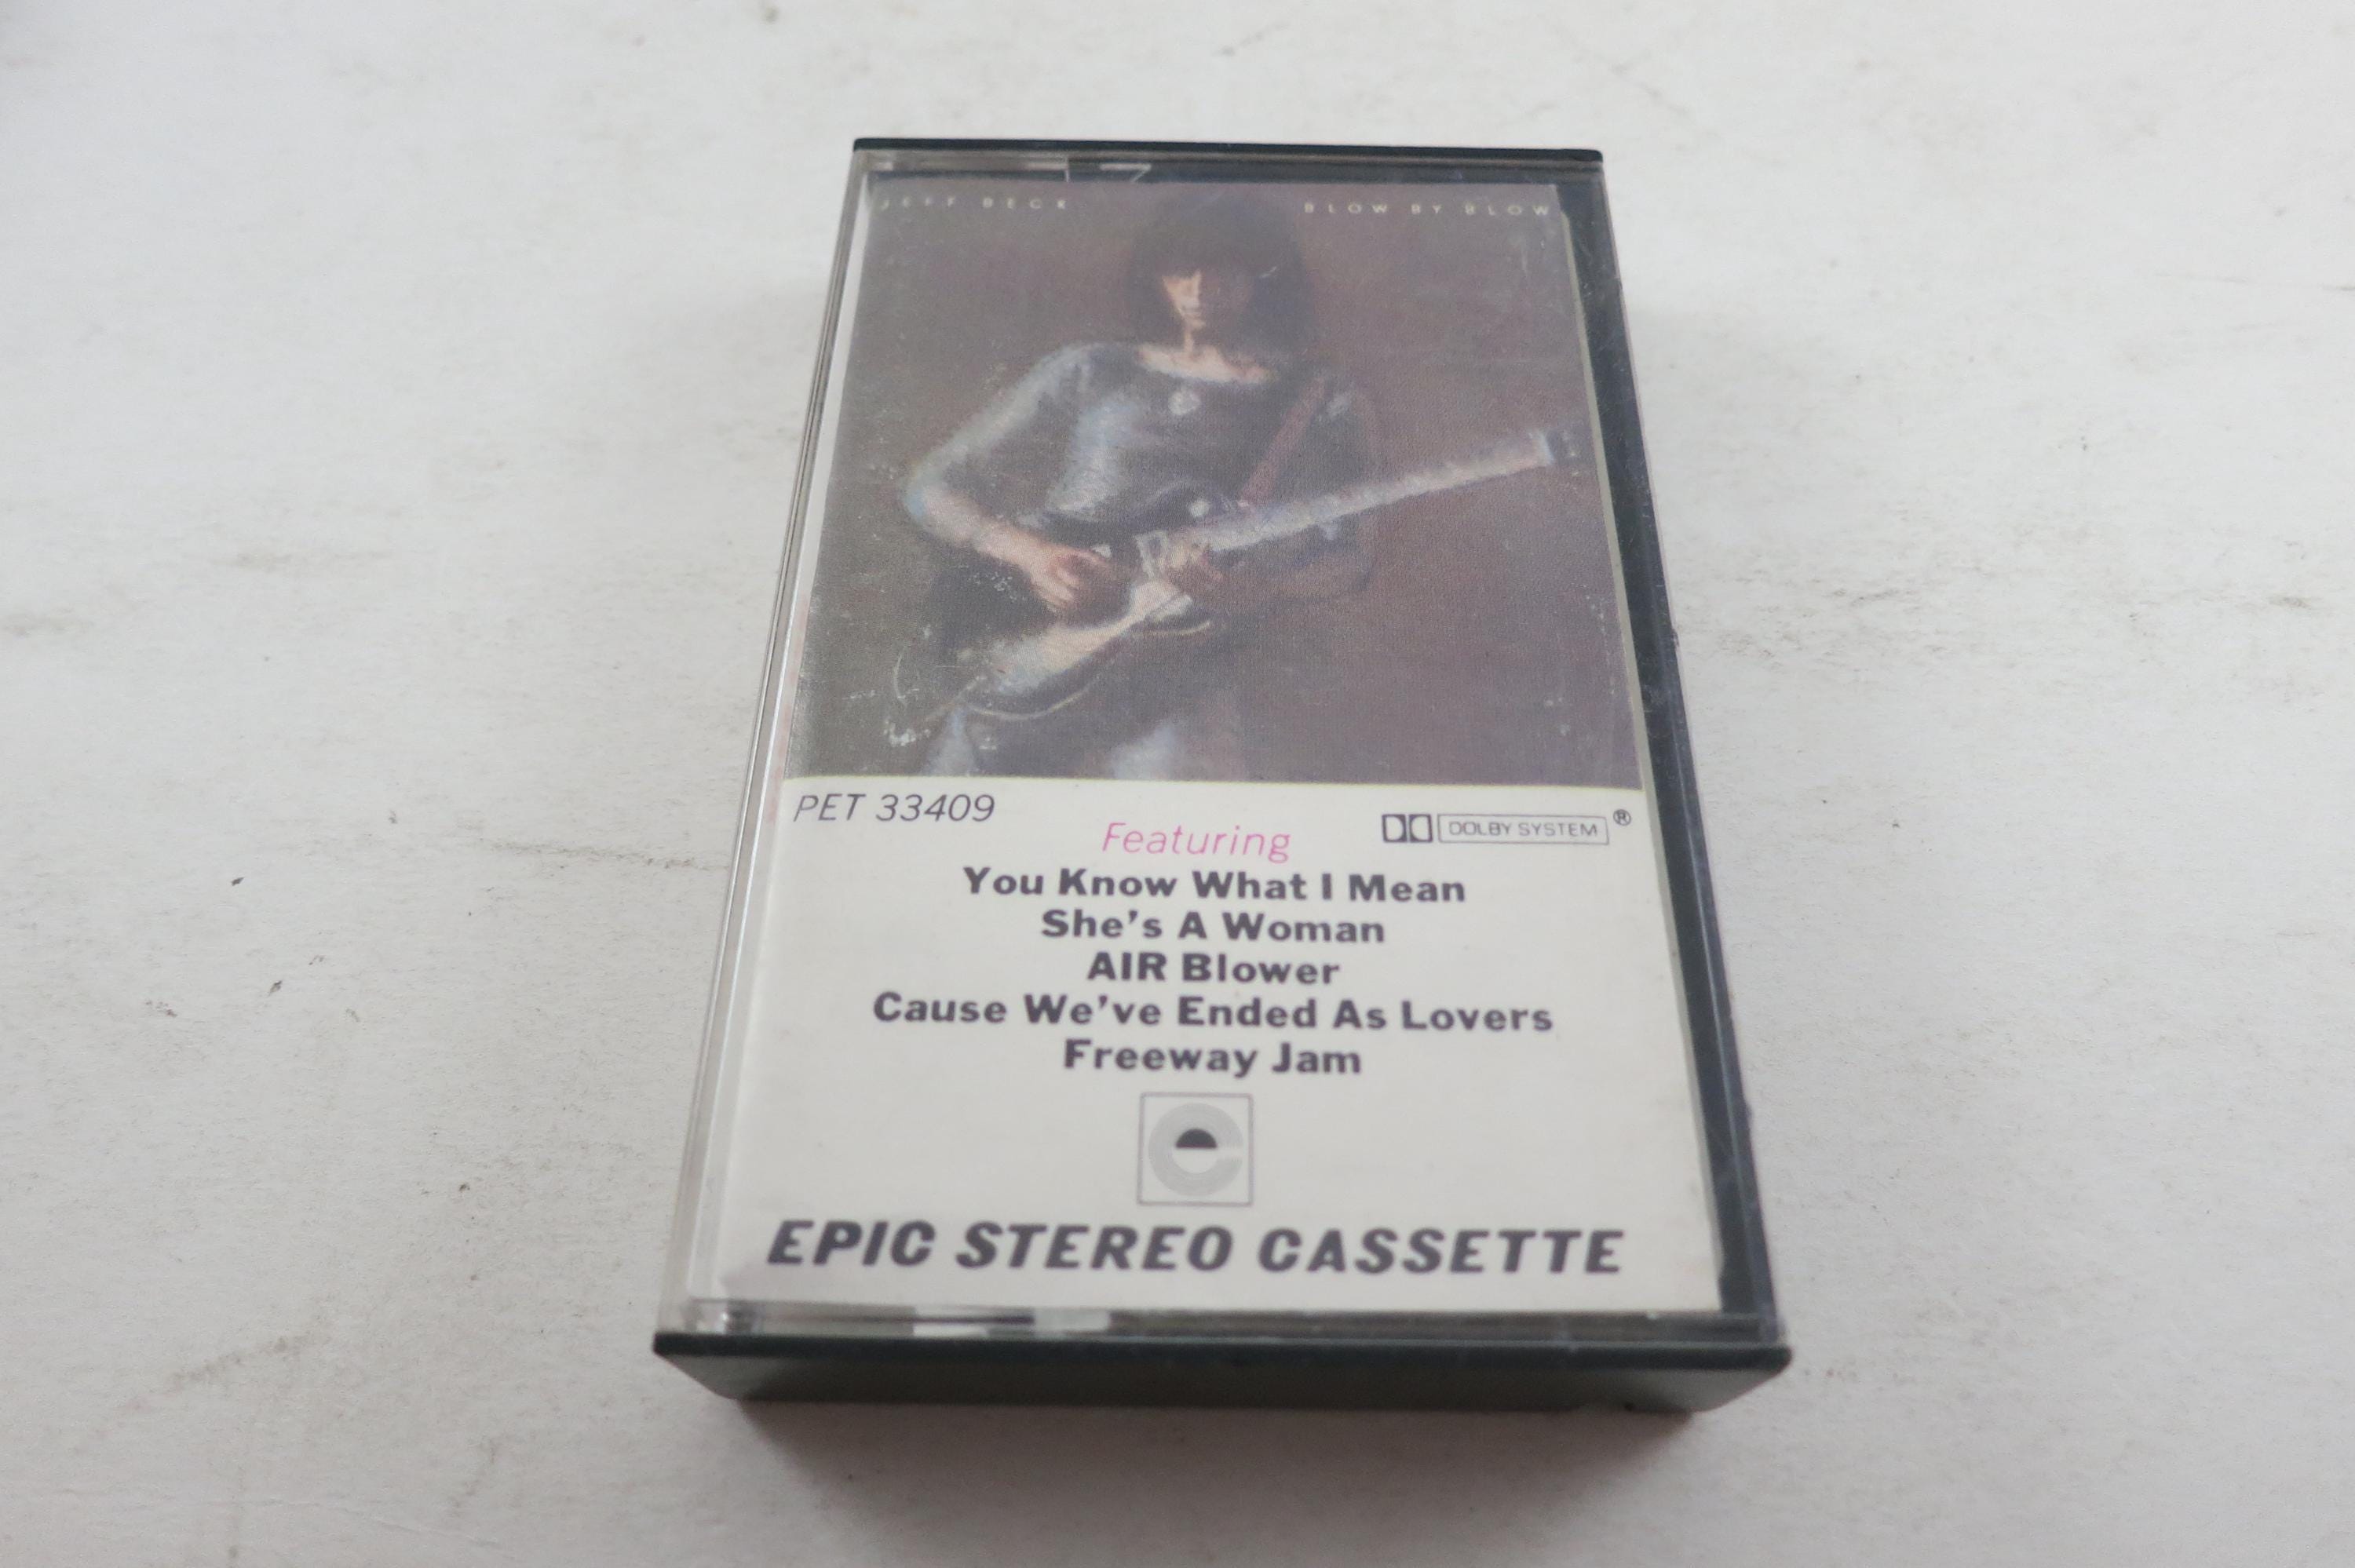 JEFF BECK BLOW BY BLOW
PET 33409
DOLBY SYSTEM ®
Featuring
You Know What I Mean
She's A Woman
AIR Blower
Cause We've Ended As Lovers
Freeway Jam
e
EPIC STEREO CASSETTE